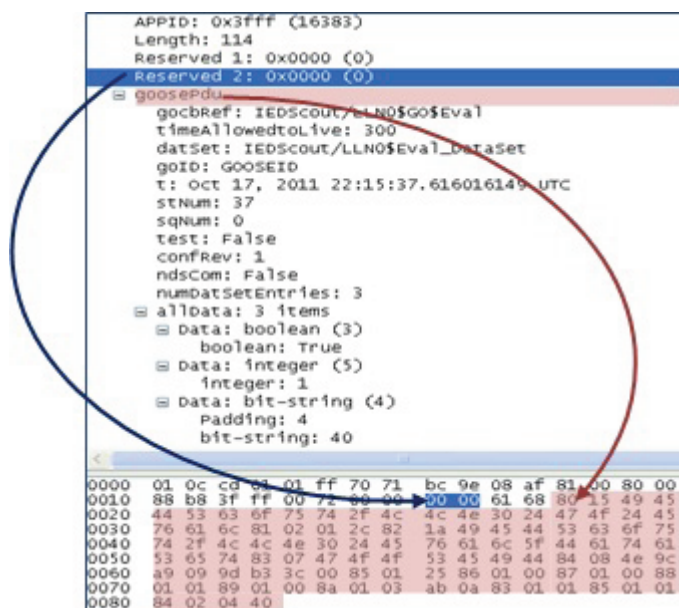 APPID: 0x3fff (16383)
Length: 114
Reserved 1: 0x0000 (0)
Reserved 2: 0x0000 (0)
goosePdu
gocbRef: IEDScout/LLN0$GO$Eval
timeAllowedtoLive: 300
datSet: IEDScout/LLN0$Eval_DataSet
goID: GOOSEID
t: Oct 17, 2011 22:15:37.616016149 UTC
stNum: 37
sqNum: 0
test: False
confRev: 1
ndsCom: False
numDatSetEntries: 3
allData: 3 items
Data: boolean (3)
boolean: True
Data: integer (5)
integer: 1
Data: bit-string (4)
Padding: 4
bit-string: 40
0000 01 0c cd 01 01 ff 70 71 bc 9e 08 af 81 00 80 00
0010 88 b8 3f ff 00 72 00 00 00 00 61 68 80 15 49 45
0020 44 53 63 6f 75 74 2f 4c 4c 4e 30 24 47 4f 24 45
0030 76 61 6c 81 02 01 2c 82 1a 49 45 44 53 63 6f 75
0040 74 2f 4c 4c 4e 30 24 45 76 61 6c 5f 44 61 74 61
0050 53 65 74 83 07 47 4f 4f 53 45 49 44 84 08 4e 9c
0060 a9 09 9d b3 3c 00 85 01 25 86 01 00 87 01 00 88
0070 01 01 89 01 00 8a 01 03 ab 0a 83 01 01 85 01 01
0080 84 02 04 40